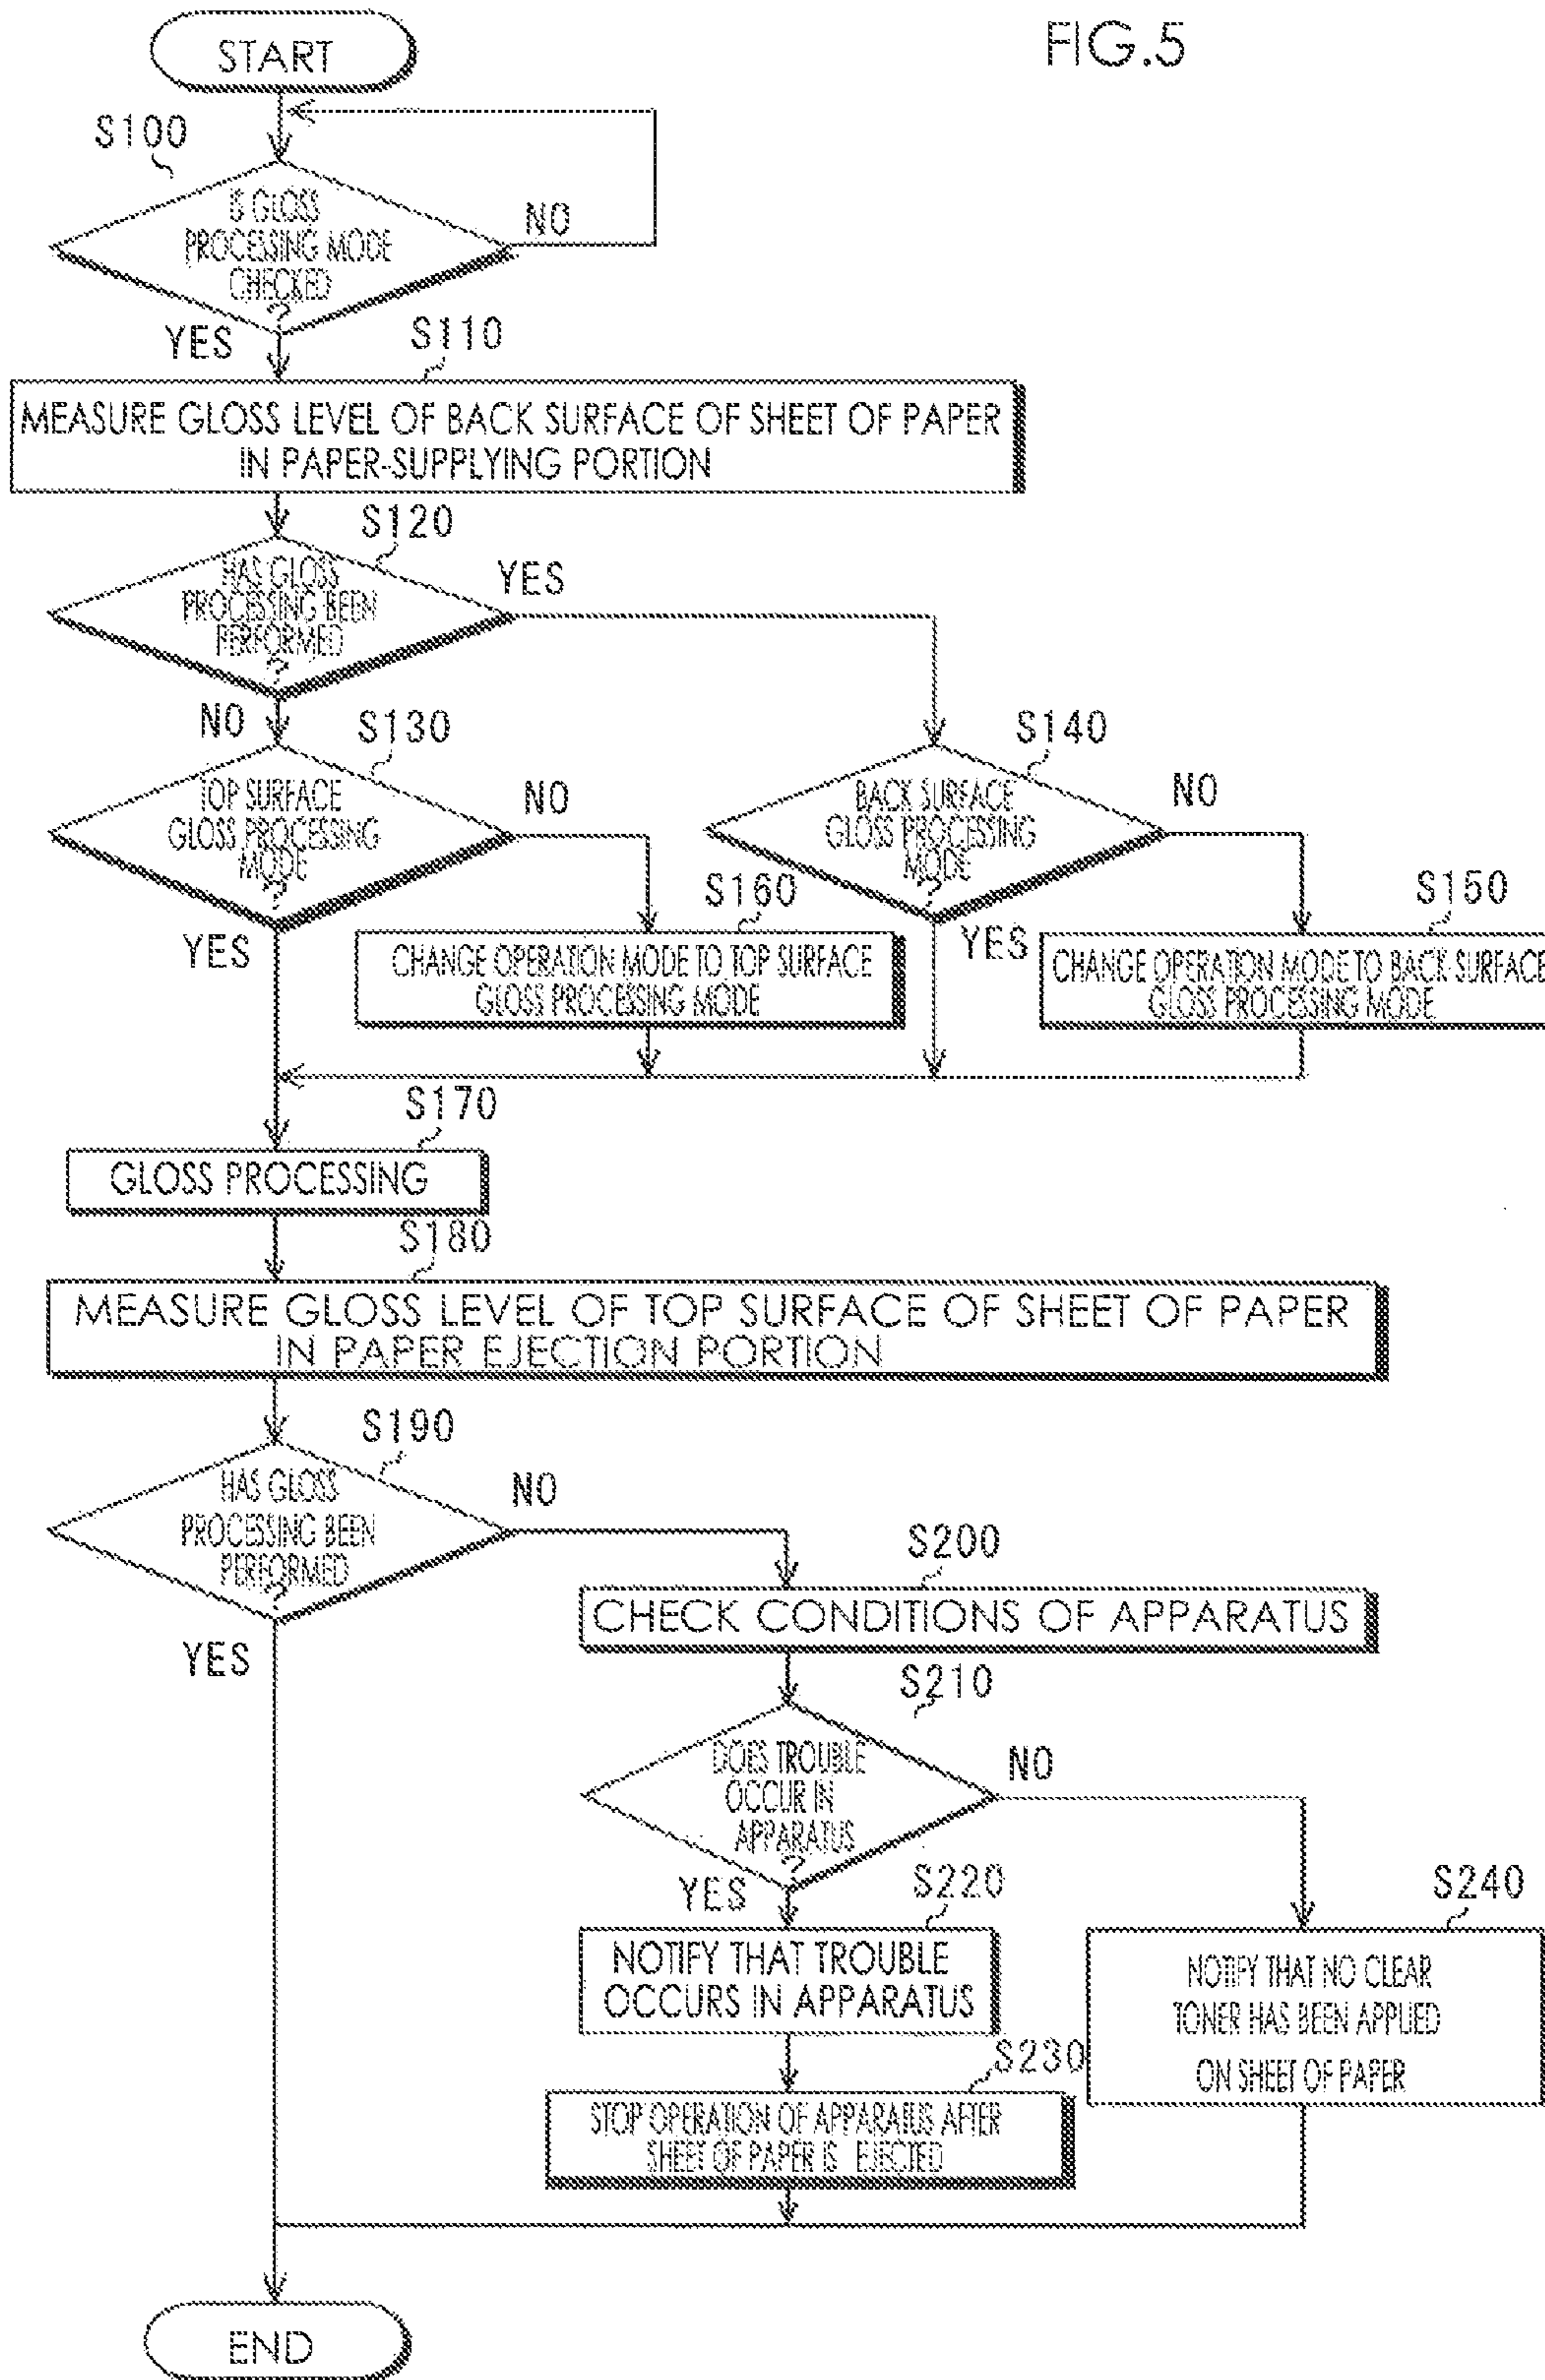 FIG.5
START
S100
IS GLOSS
PROCESSING MODE
CHECKED
?
NO
YES
S110
MEASURE GLOSS LEVEL OF BACK SURFACE OF SHEET OF PAPER
IN PAPER-SUPPLYING PORTION
S120
HAS GLOSS
PROCESSING BEEN
PERFORMED
?
YES
NO
S130
TOP SURFACE
GLOSS PROCESSING
MODE
?
NO
YES
S140
BACK SURFACE
GLOSS PROCESSING
MODE
?
NO
YES
S160
CHANGE OPERATION MODE TO TOP SURFACE
GLOSS PROCESSING MODE
S150
CHANGE OPERATION MODE TO BACK SURFACE
GLOSS PROCESSING MODE
S170
GLOSS PROCESSING
S180
MEASURE GLOSS LEVEL OF TOP SURFACE OF SHEET OF PAPER
IN PAPER EJECTION PORTION
S190
HAS GLOSS
PROCESSING BEEN
PERFORMED
?
NO
YES
S200
CHECK CONDITIONS OF APPARATUS
S210
DOES TROUBLE
OCCUR IN
APPARATUS
?
NO
YES
S220
NOTIFY THAT TROUBLE
OCCURS IN APPARATUS
S230
STOP OPERATION OF APPARATUS AFTER
SHEET OF PAPER IS EJECTED
S240
NOTIFY THAT NO CLEAR
TONER HAS BEEN APPLIED
ON SHEET OF PAPER
END